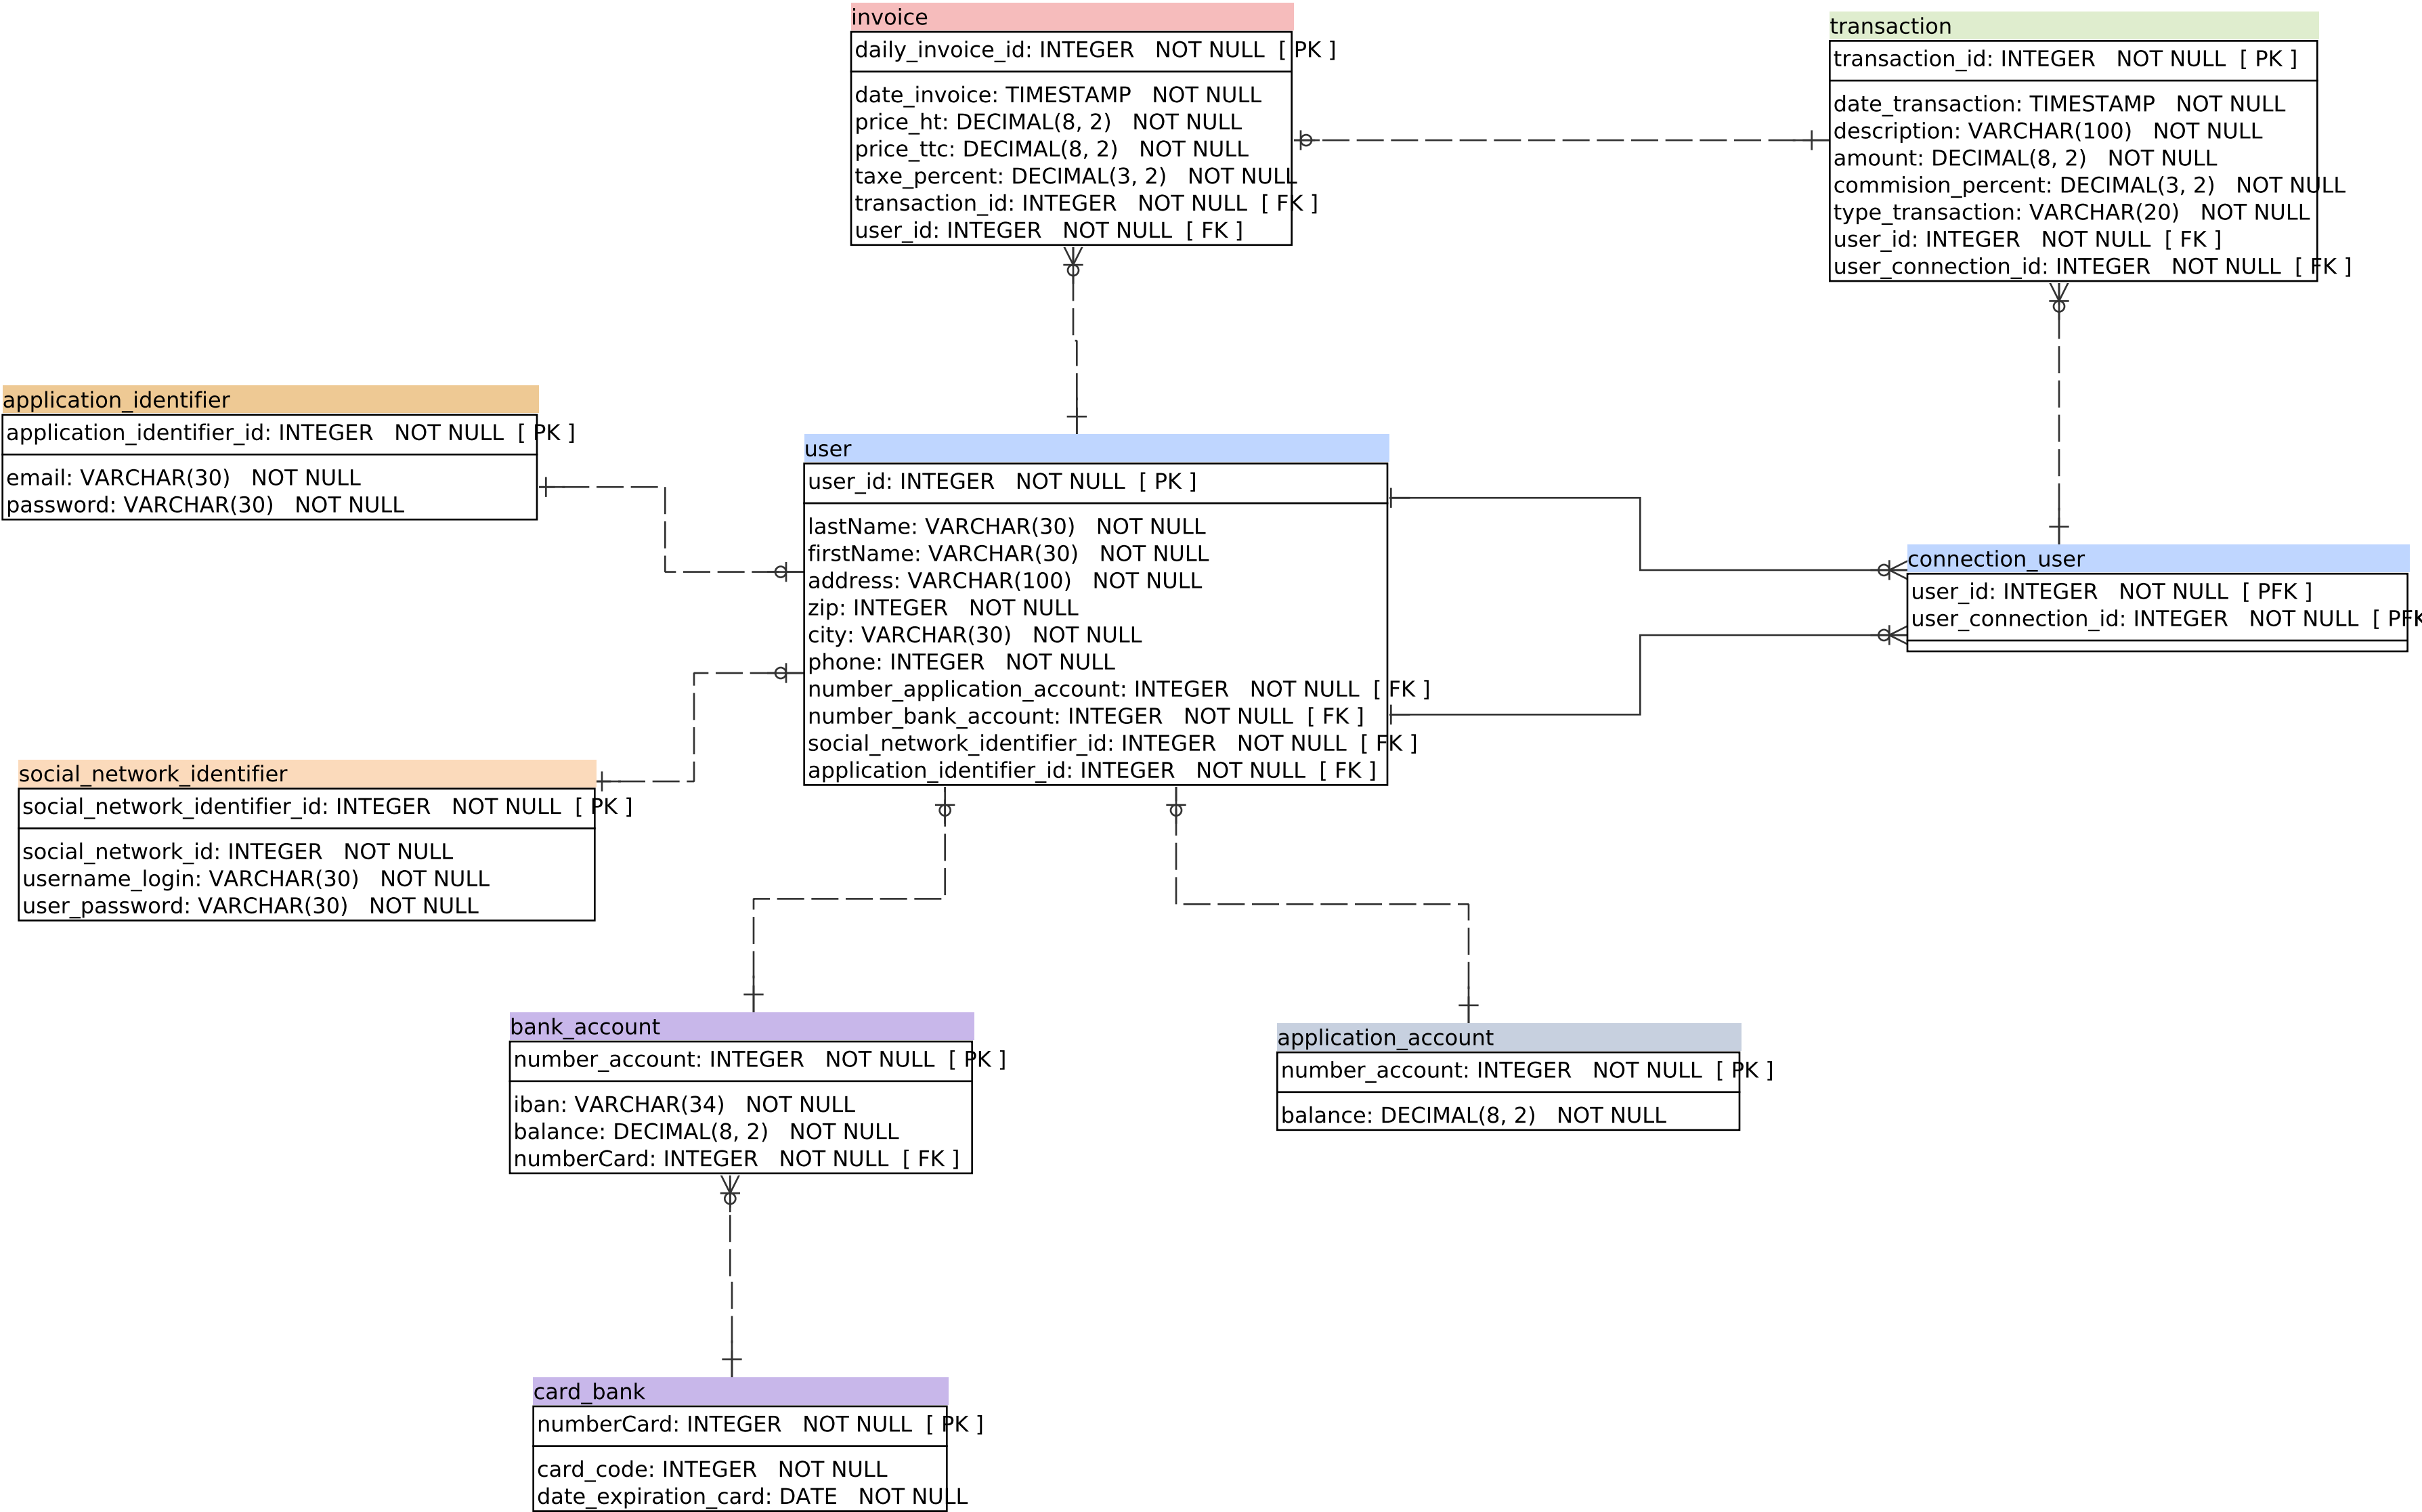 invoice
daily_invoice_id: INTEGER NOT NULL [ PK ]
date_invoice: TIMESTAMP NOT NULL
price_ht: DECIMAL(8, 2) NOT NULL
price_ttc: DECIMAL(8, 2) NOT NULL
taxe_percent: DECIMAL(3, 2) NOT NULL
transaction_id: INTEGER NOT NULL [ FK ]
user_id: INTEGER NOT NULL [ FK ]
transaction
transaction_id: INTEGER NOT NULL [ PK ]
date_transaction: TIMESTAMP NOT NULL
description: VARCHAR(100) NOT NULL
amount: DECIMAL(8, 2) NOT NULL
commision_percent: DECIMAL(3, 2) NOT NULL
type_transaction: VARCHAR(20) NOT NULL
user_id: INTEGER NOT NULL [ FK ]
user_connection_id: INTEGER NOT NULL [ FK ]
application_identifier
application_identifier_id: INTEGER NOT NULL [ PK ]
email: VARCHAR(30) NOT NULL
password: VARCHAR(30) NOT NULL
user
user_id: INTEGER NOT NULL [ PK ]
lastName: VARCHAR(30) NOT NULL
firstName: VARCHAR(30) NOT NULL
address: VARCHAR(100) NOT NULL
zip: INTEGER NOT NULL
city: VARCHAR(30) NOT NULL
phone: INTEGER NOT NULL
number_application_account: INTEGER NOT NULL [ FK ]
number_bank_account: INTEGER NOT NULL [ FK ]
social_network_identifier_id: INTEGER NOT NULL [ FK ]
application_identifier_id: INTEGER NOT NULL [ FK ]
connection_user
user_id: INTEGER NOT NULL [ PFK ]
user_connection_id: INTEGER NOT NULL [ PFK
social_network_identifier
social_network_identifier_id: INTEGER NOT NULL [ PK ]
social_network_id: INTEGER NOT NULL
username_login: VARCHAR(30) NOT NULL
user_password: VARCHAR(30) NOT NULL
bank_account
number_account: INTEGER NOT NULL [ PK ]
iban: VARCHAR(34) NOT NULL
balance: DECIMAL(8, 2) NOT NULL
numberCard: INTEGER NOT NULL [ FK ]
application_account
number_account: INTEGER NOT NULL [ PK ]
balance: DECIMAL(8, 2) NOT NULL
card_bank
numberCard: INTEGER NOT NULL [ PK ]
card_code: INTEGER NOT NULL
date_expiration_card: DATE NOT NULL